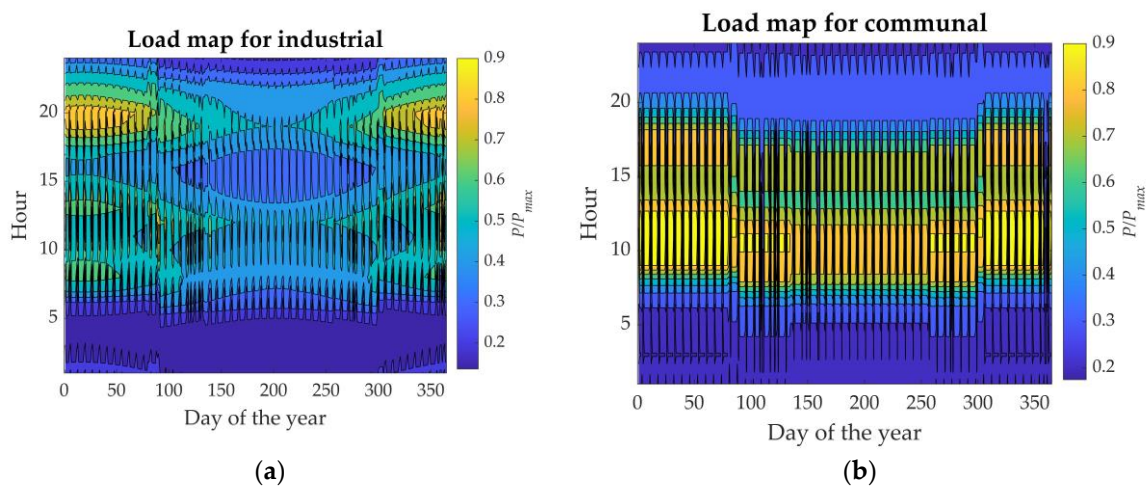 Load map for industrial
20
15
10
5
Hour
0 50 100 150 200 250 300 350
Day of the year
0.9
0.8
0.7
0.6
0.5
0.4
0.3
0.2
P/Pmax
(a)
Load map for communal
20
15
10
5
Hour
0 50 100 150 200 250 300 350
Day of the year
0.9
0.8
0.7
0.6
0.5
0.4
0.3
0.2
P/Pmax
(b)